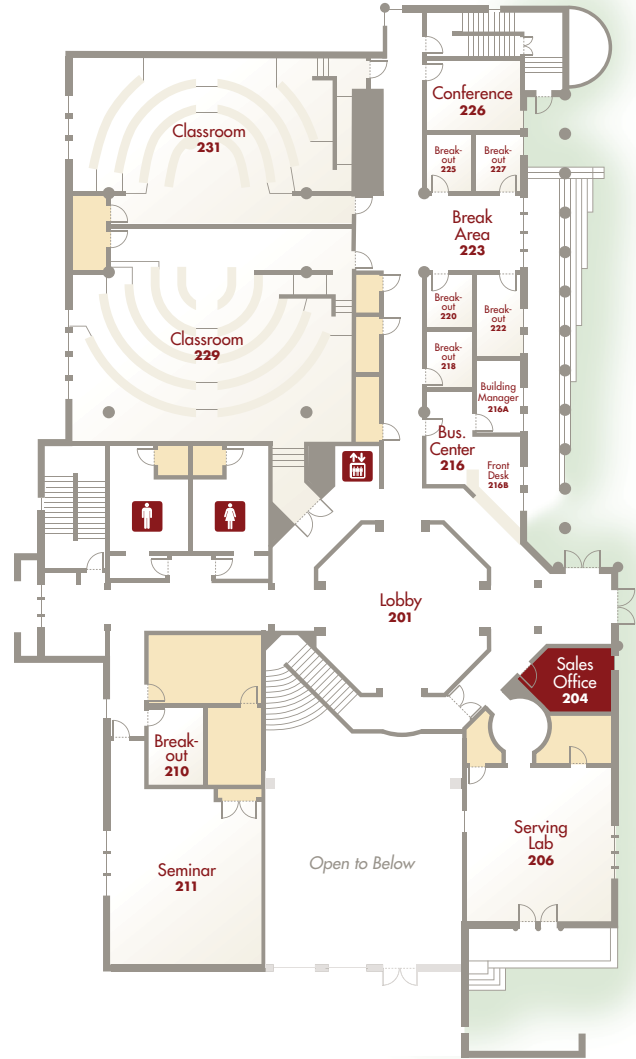 Conference
226
Classroom
231
Break-
out
225
Break-
out
227
Break
Area
223
Break-
out
220
Break-
out
222
Classroom
229
Break-
out
218
Building
Manager
216A
Bus.
Center
216
Front
Desk
216B
Lobby
201
Sales
Office
204
Break-
out
210
Serving
Lab
206
Open to Below
Seminar
211